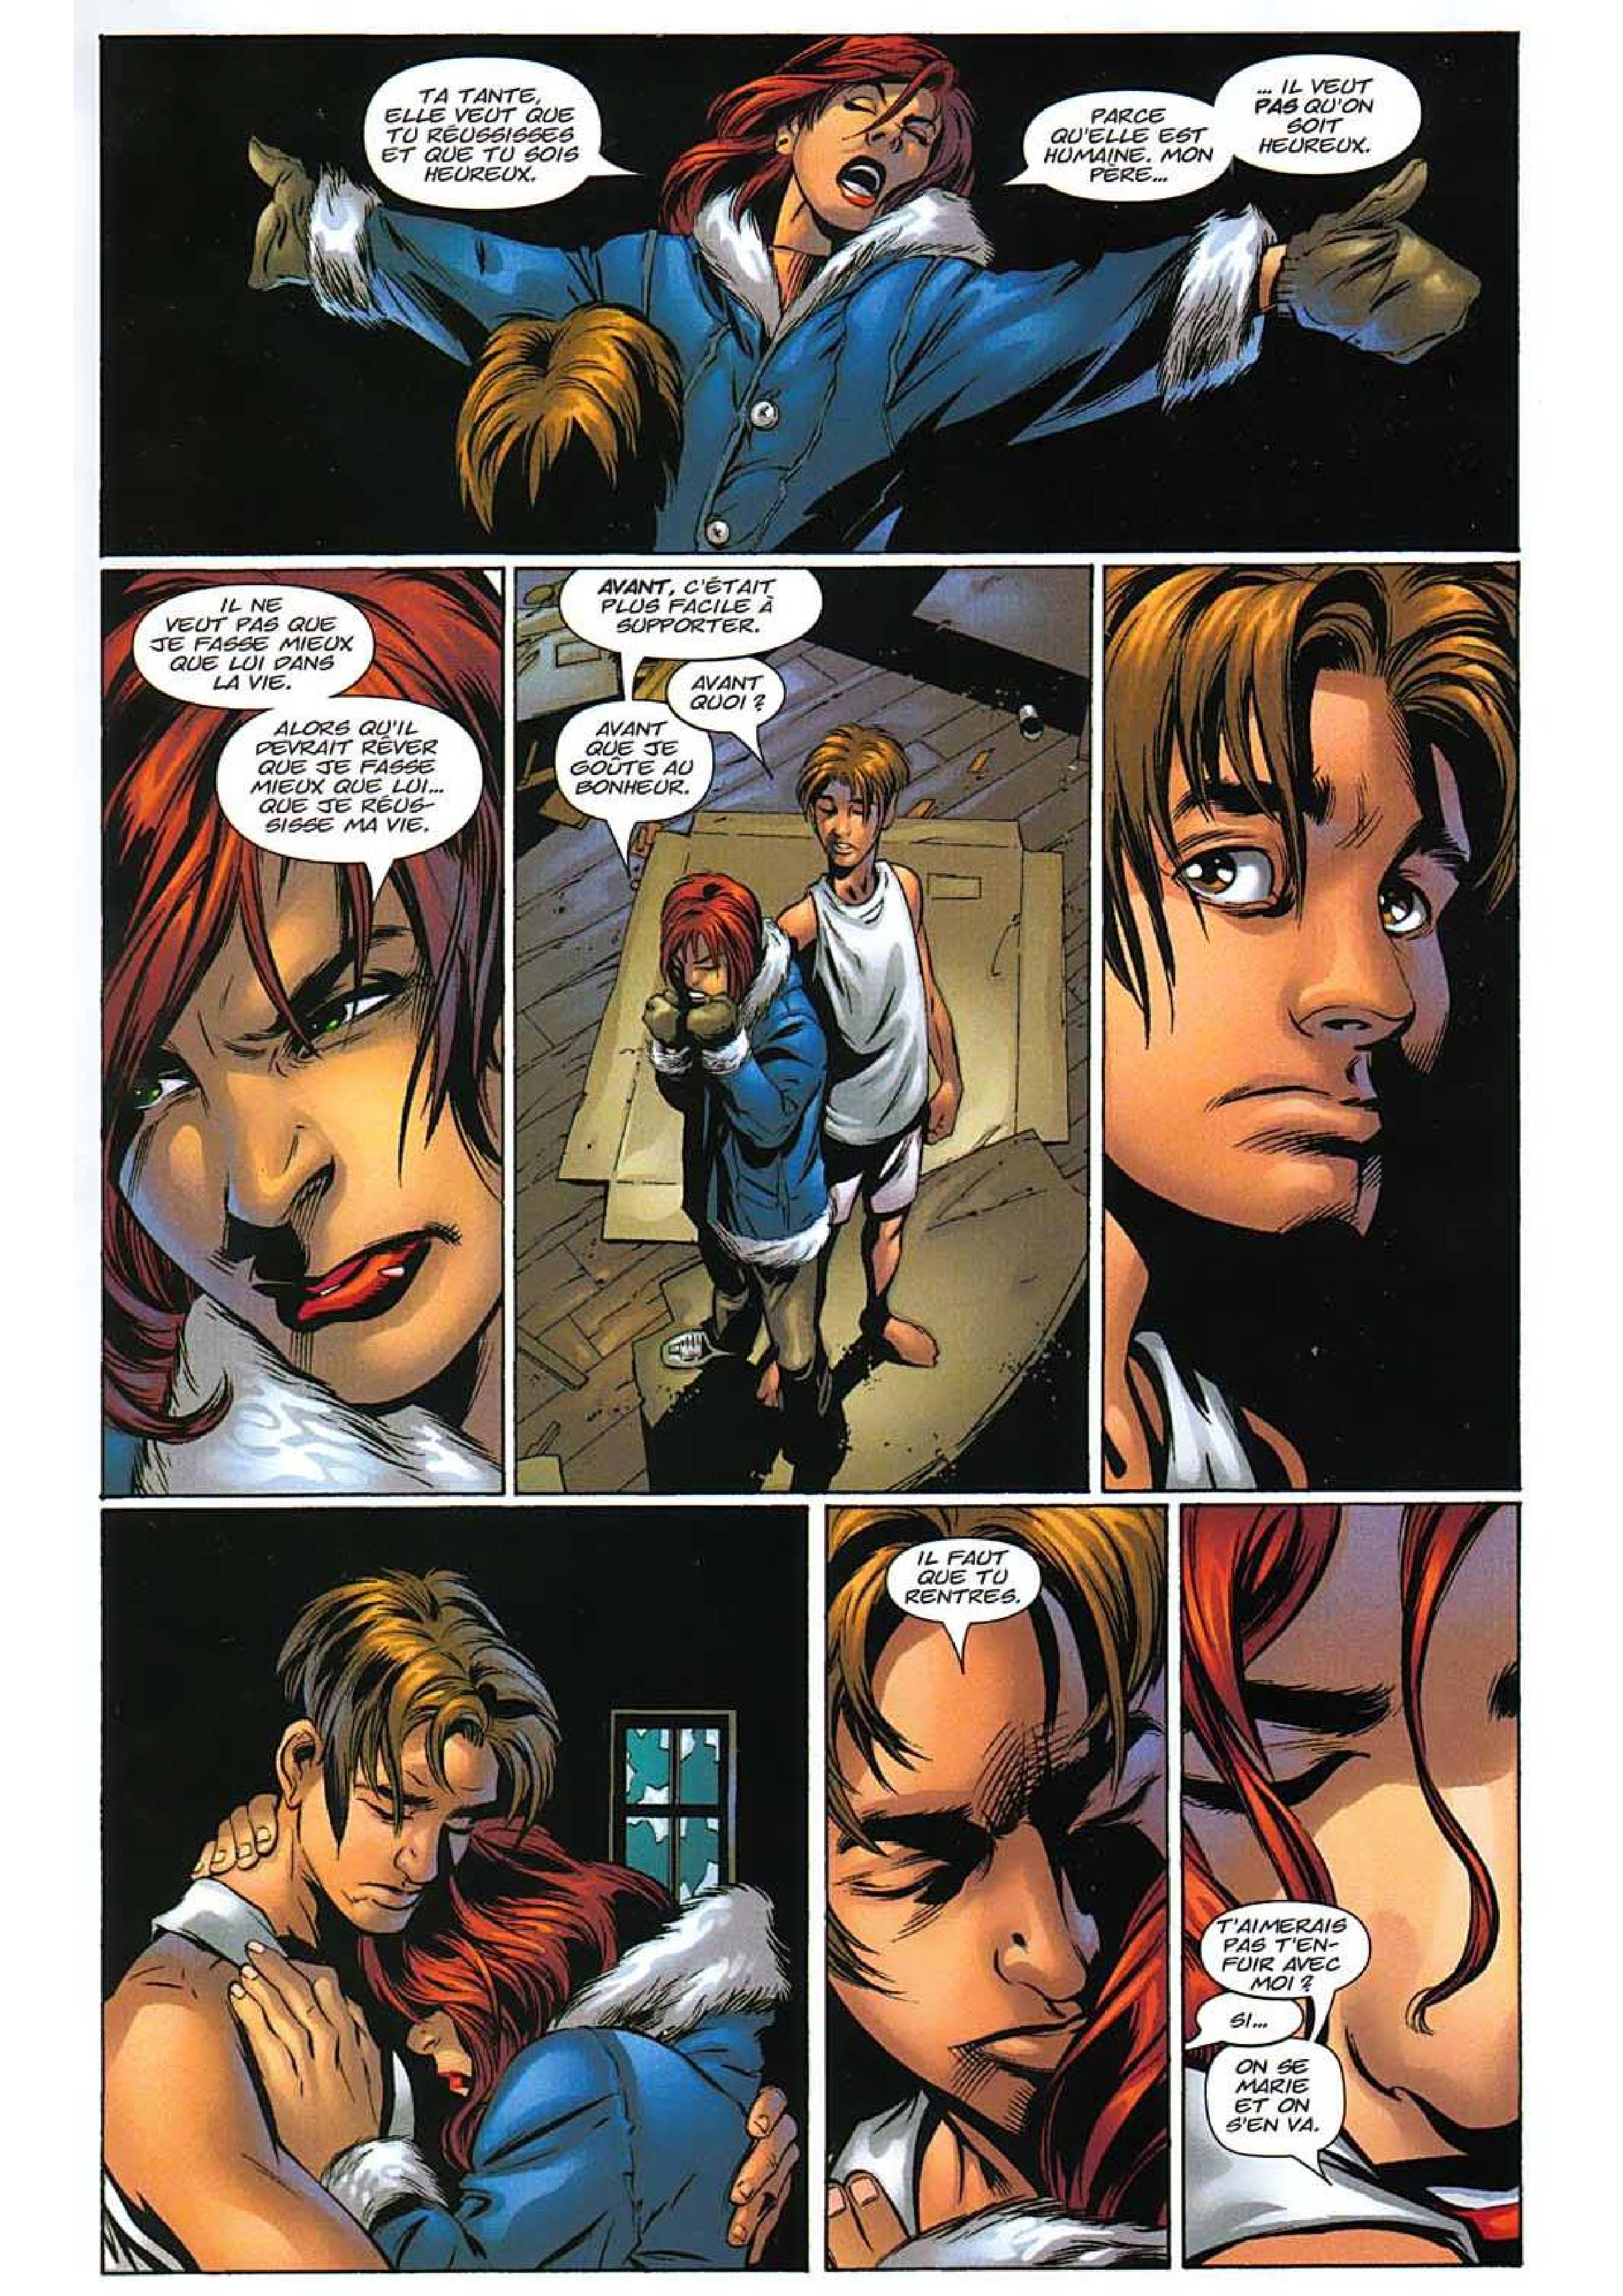 TA TANTE,
ELLE VEUT QUE
TU RÉUSSISSES
ET QUE TU SOIS
HEUREUX.
PARCE
QU'ELLE EST
HUMAINE. MON
PÈRE...
... IL VEUT
PAS QU'ON
SOIT
HEUREUX.
IL NE
VEUT PAS QUE
JE FASSE MIEUX
QUE LUI DANS
LA VIE.
ALORS QU'IL
DEVRAIT RÊVER
QUE JE FASSE
MIEUX QUE LUI...
QUE JE RÉUS-
SISSE MA VIE.
AVANT, C'ÉTAIT
PLUS FACILE À
SUPPORTER.
AVANT
QUOI ?
AVANT
QUE JE
GOÛTE AU
BONHEUR.
IL FAUT
QUE TU
RENTRES.
T'AIMERAIS
PAS T'EN-
FUIR AVEC
MOI ?
SI...
ON SE
MARIE
ET ON
S'EN VA.